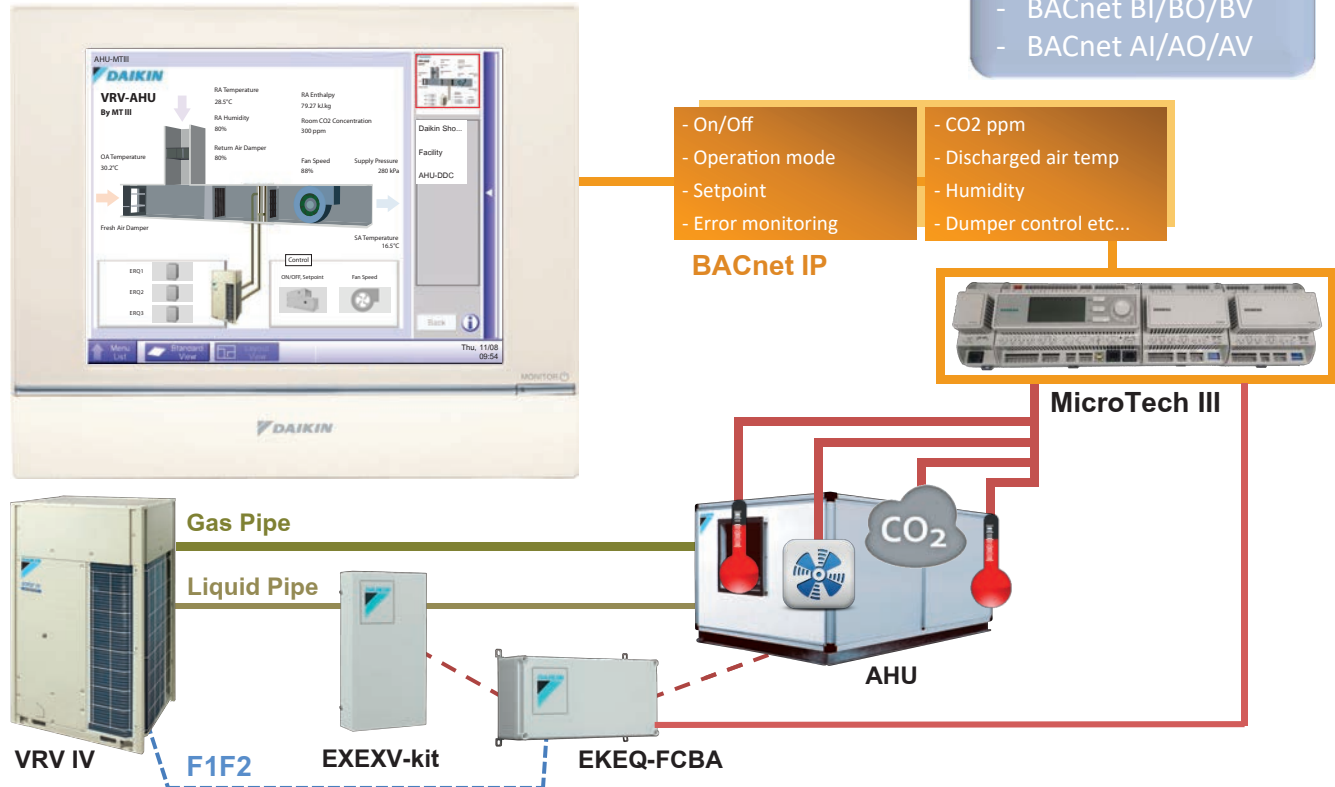 - BACnet BI/BO/BV
- BACnet AI/AO/AV
AHU-MTIII
DAIKIN
VRV-AHU
By MT III
RA Temperature
28.5°C
RA Humidity
80%
Return Air Damper
80%
RA Enthalpy
79.27 kJ.kg
Room CO2 Concentration
300 ppm
OA Temperature
30.2°C
Fan Speed
88%
Supply Pressure
280 kPa
Fresh Air Damper
SA Temperature
16.5°C
ERQ1
ERQ2
ERQ3
Control
ON/OFF, Setpoint
Fan Speed
Daikin Sho...
Facility
AHU-DDC
Back
Menu
List
Standard
View
Layout
View
Thu, 11/08
09:54
MONITOR
DAIKIN
- On/Off
- Operation mode
- Setpoint
- Error monitoring
- CO2 ppm
- Discharged air temp
- Humidity
- Dumper control etc...
BACnet IP
MicroTech III
Gas Pipe
Liquid Pipe
CO2
AHU
VRV IV
F1F2
EXEXV-kit
EKEQ-FCBA